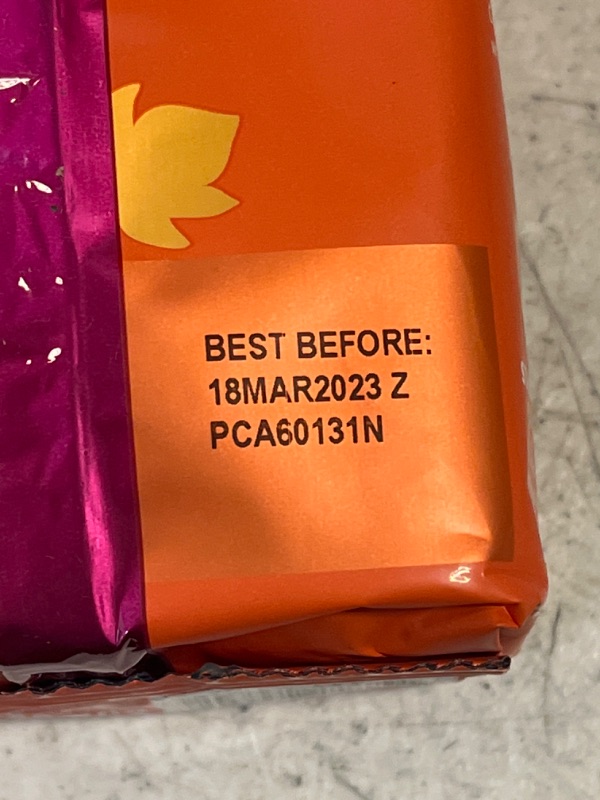 BEST BEFORE:
18MAR2023 Z
PCA60131N